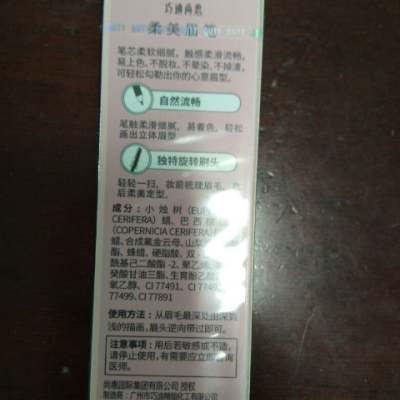 巧迪尚惠
柔美眉笔
笔芯柔软细腻，触感柔滑流畅，
易上色、不脱妆、不晕染、不掉渣，
可轻松勾勒出你的心意眉型。
自然流畅
笔触柔滑细腻，易着色，轻松
画出立体眉型
独特旋转刷头
轻轻一扫，妆前梳理眉毛，
后柔美定型。
成分：小烛树（EUP
CERIFERA）蜡、巴西棕
（COPERNICIA CERIFERA）
蜡、合成氟金云母、山梨
酯、蜂蜡、硬脂酸、双-
酰基己二酸酯-2、聚乙
癸酸甘油三酯、生育酚乙
氧乙醇、CI 77491、CI 774
77499、CI 77891
使用方法：从眉毛最深处由深到
浅的描画，眉头逆向带过即可。
注意事项：用后若敏感或不适，
请停止使用，有需要应立即咨询
医师。
尚惠国际集团有限公司 授权
制造商：广州市巧迪精细化工有限公司